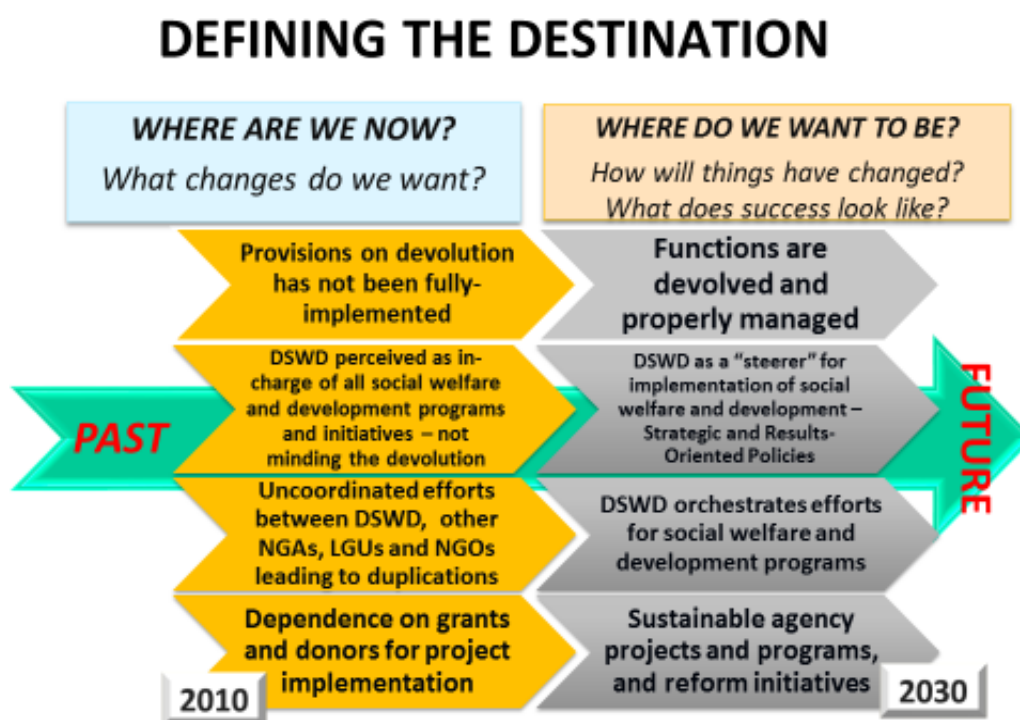 DEFINING THE DESTINATION
WHERE ARE WE NOW?
What changes do we want?
WHERE DO WE WANT TO BE?
How will things have changed?
What does success look like?
Provisions on devolution
has not been fully-
implemented
Functions are
devolved and
properly managed
PAST
DSWD perceived as in-
charge of all social welfare
and development programs
and initiatives – not
minding the devolution
DSWD as a “steerer” for
implementation of social
welfare and development –
Strategic and Results-
Oriented Policies
FUTURE
Uncoordinated efforts
between DSWD, other
NGAs, LGUs and NGOs
leading to duplications
DSWD orchestrates efforts
for social welfare and
development programs
Dependence on grants
and donors for project
implementation
Sustainable agency
projects and programs,
and reform initiatives
2010
2030